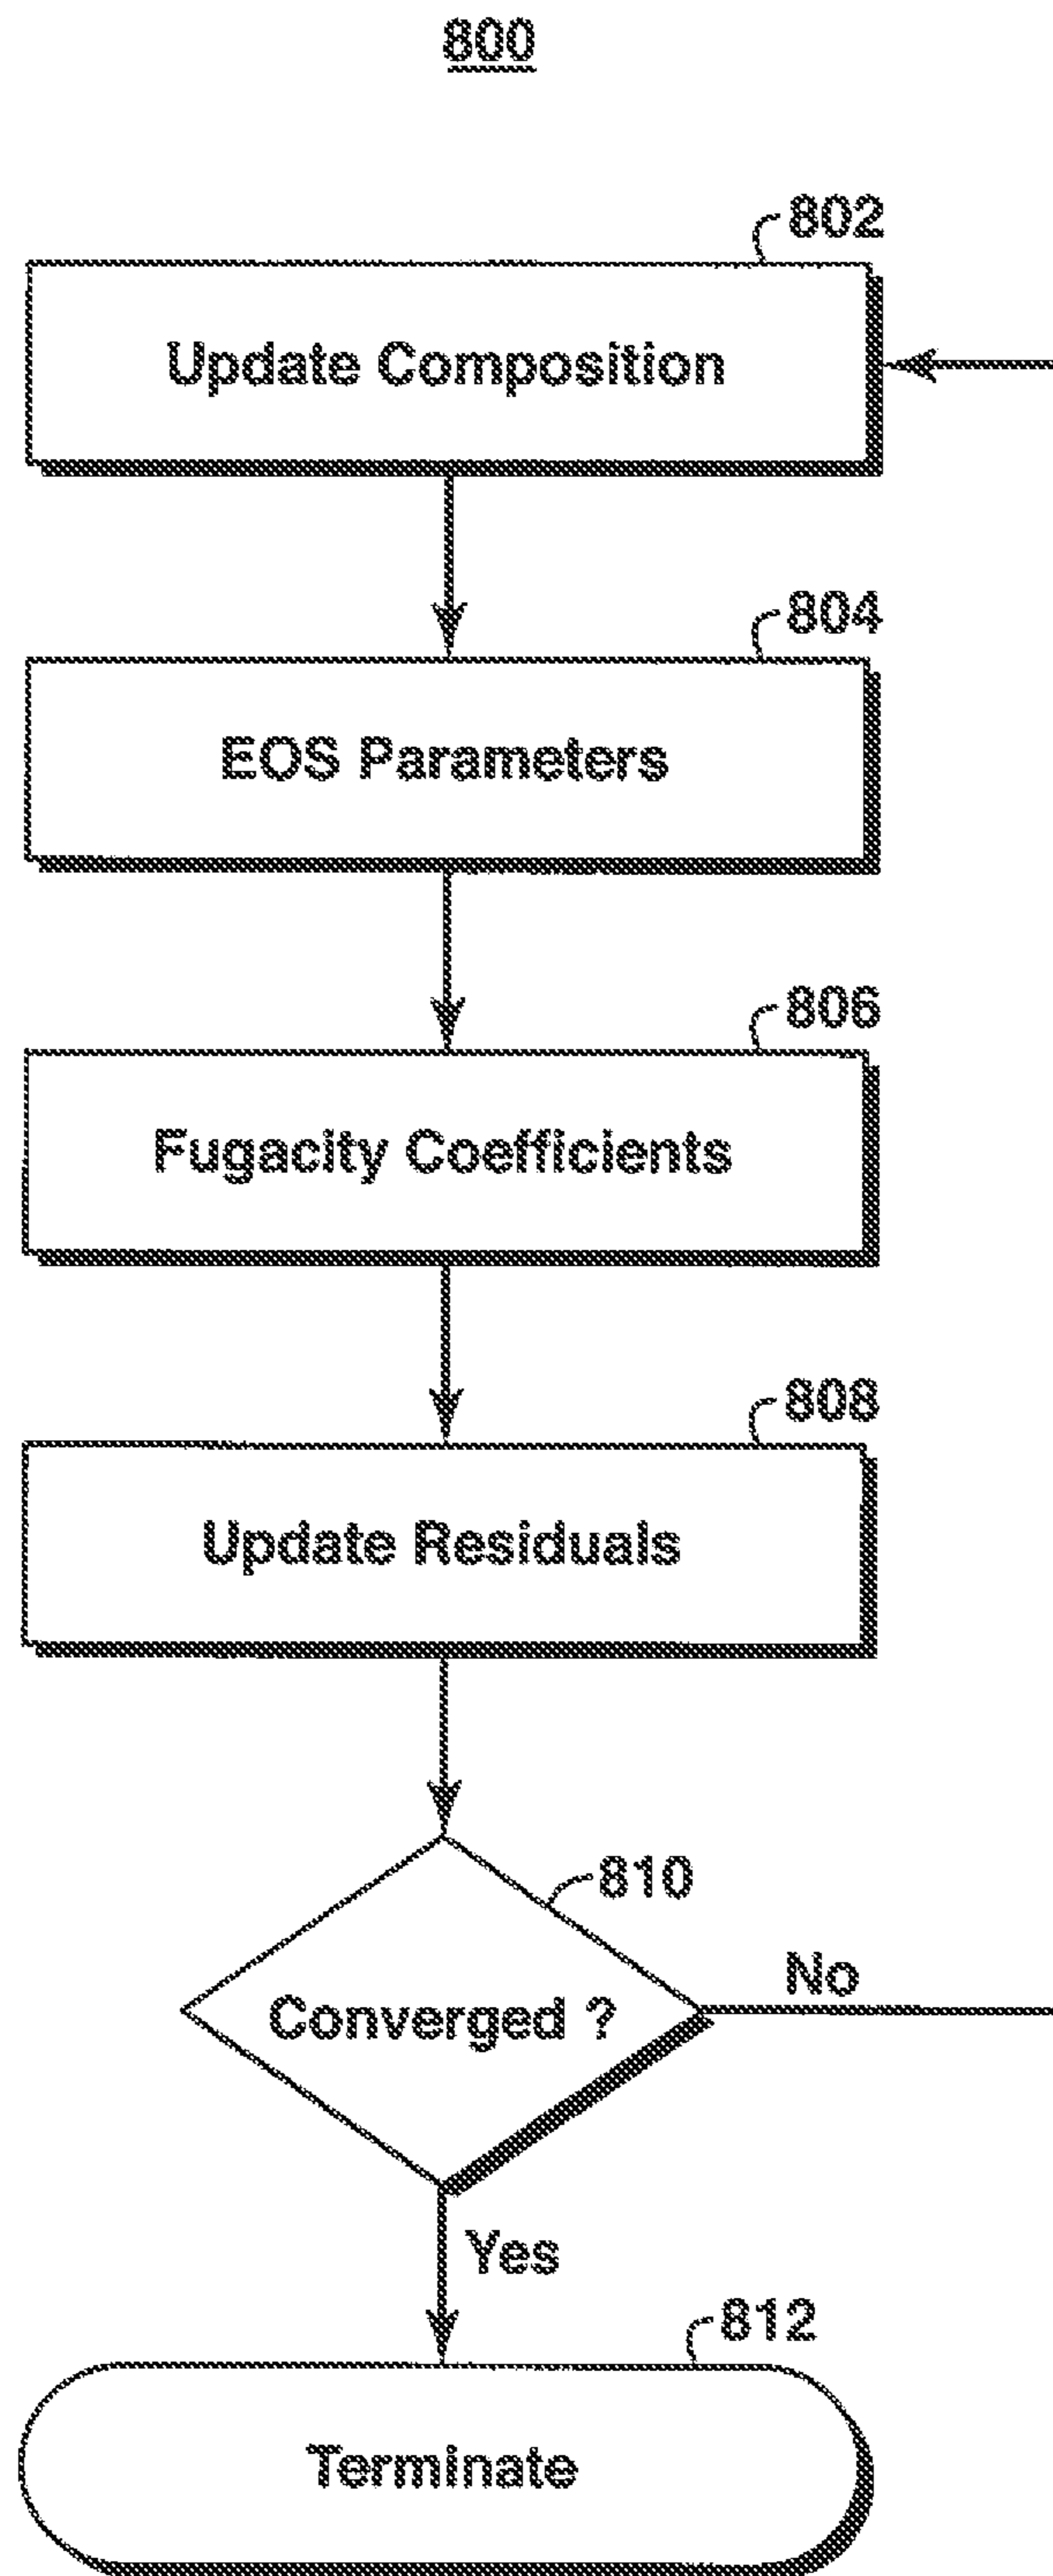 800
802
Update Composition
804
EOS Parameters
806
Fugacity Coefficients
808
Update Residuals
810
Converged ?
No
Yes
812
Terminate